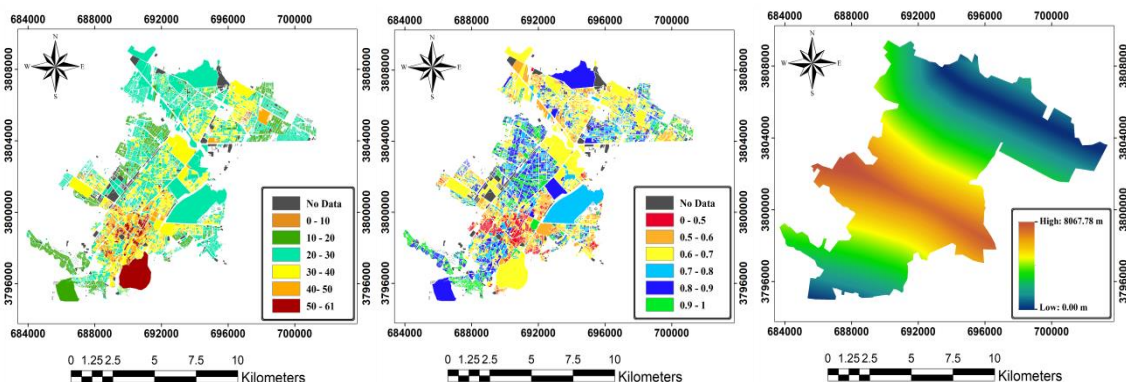 684000 688000 692000 696000 700000
N
W E
S
3808000
3804000
3800000
3796000
No Data
0 - 10
10 - 20
20 - 30
30 - 40
40 - 50
50 - 61
684000 688000 692000 696000 700000
0 1.25 2.5 5 7.5 10
Kilometers
684000 688000 692000 696000 700000
N
W E
S
3808000
3804000
3800000
3796000
No Data
0 - 0.5
0.5 - 0.6
0.6 - 0.7
0.7 - 0.8
0.8 - 0.9
0.9 - 1
684000 688000 692000 696000 700000
0 1.25 2.5 5 7.5 10
Kilometers
684000 688000 692000 696000 700000
N
W E
S
3808000
3804000
3800000
3796000
High: 8067.78 m
Low: 0.00 m
684000 688000 692000 696000 700000
0 1.25 2.5 5 7.5 10
Kilometers